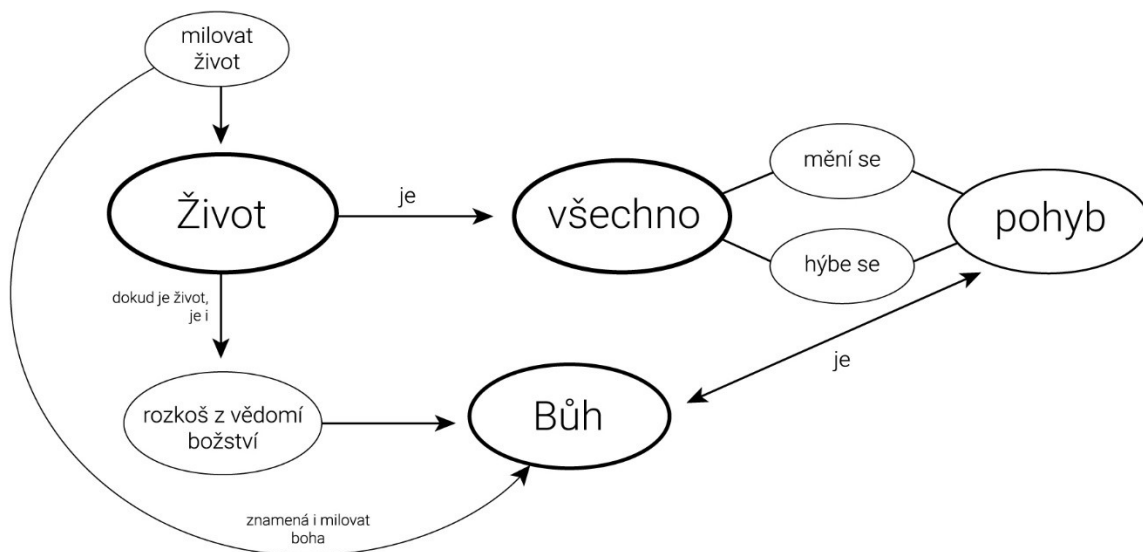 milovat
život
Život
je
všechno
mění se
hýbe se
pohyb
dokud je život,
je i
je
rozkoš z vědomí
božství
Bůh
znamená i milovat
boha